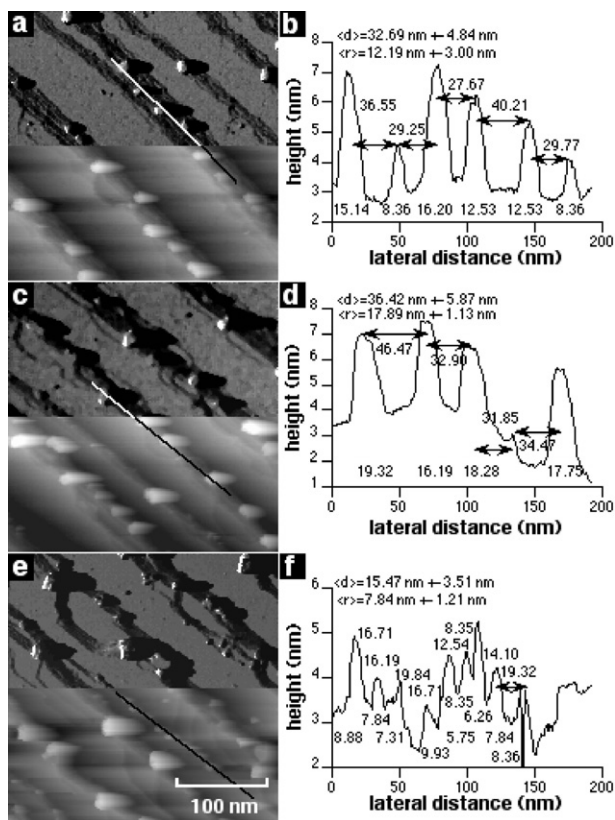 a
b
<d>=32.69 nm +- 4.84 nm
<r>=12.19 nm +- 3.00 nm
8
7
6
5
4
3
2
height (nm)
27.67
36.55
40.21
29.25
29.77
15.14 8.36 16.20 12.53 12.53 8.36
0 50 100 150 200
lateral distance (nm)
c
d
<d>=36.42 nm +- 5.87 nm
<r>=17.89 nm +- 1.13 nm
8
7
6
5
4
3
2
1
height (nm)
46.47
32.90
31.85
34.47
19.32 16.19 18.28 17.75
0 50 100 150 200
lateral distance (nm)
e
100 nm
f
<d>=15.47 nm +- 3.51 nm
<r>=7.84 nm +- 1.21 nm
6
5
4
3
2
height (nm)
16.71
8.35
12.54
14.10
16.19
19.84
19.32
16.71
8.35
7.84
6.26
8.88
7.31
5.75
7.84
9.93
8.36
0 50 100 150 200
lateral distance (nm)